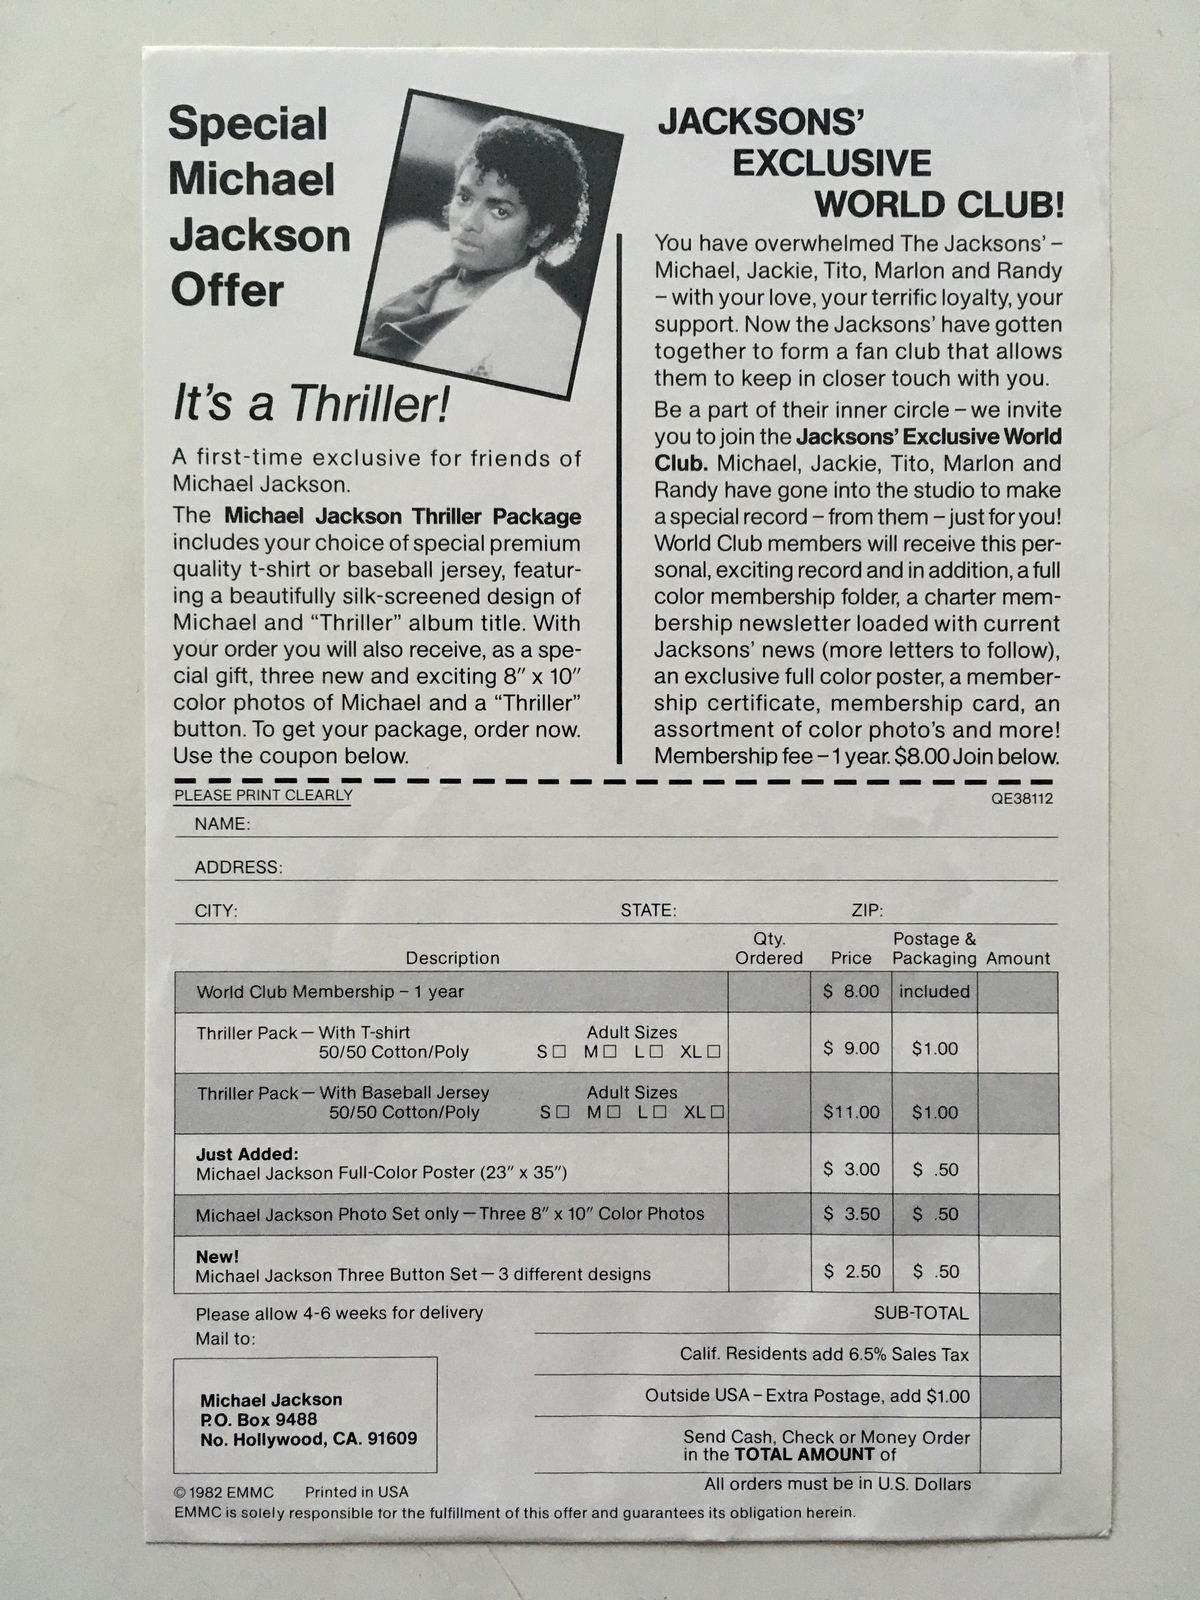 Special
Michael
Jackson
Offer
It's a Thriller!
A first-time exclusive for friends of
Michael Jackson.
The Michael Jackson Thriller Package
includes your choice of special premium
quality t-shirt or baseball jersey, featur-
ing a beautifully silk-screened design of
Michael and “Thriller” album title. With
your order you will also receive, as a spe-
cial gift, three new and exciting 8″ x 10″
color photos of Michael and a “Thriller”
button. To get your package, order now.
Use the coupon below.
JACKSONS’
EXCLUSIVE
WORLD CLUB!
You have overwhelmed The Jacksons’ –
Michael, Jackie, Tito, Marlon and Randy
– with your love, your terrific loyalty, your
support. Now the Jacksons’ have gotten
together to form a fan club that allows
them to keep in closer touch with you.
Be a part of their inner circle – we invite
you to join the Jacksons’ Exclusive World
Club. Michael, Jackie, Tito, Marlon and
Randy have gone into the studio to make
a special record – from them – just for you!
World Club members will receive this per-
sonal, exciting record and in addition, a full
color membership folder, a charter mem-
bership newsletter loaded with current
Jacksons’ news (more letters to follow),
an exclusive full color poster, a member-
ship certificate, membership card, an
assortment of color photo’s and more!
Membership fee – 1 year. $8.00 Join below.
PLEASE PRINT CLEARLY QE38112
NAME:
ADDRESS:
CITY: STATE: ZIP:
Description Qty. Ordered Price Postage & Packaging Amount
World Club Membership – 1 year $ 8.00 included
Thriller Pack — With T-shirt Adult Sizes
50/50 Cotton/Poly S □ M □ L □ XL □ $ 9.00 $1.00
Thriller Pack — With Baseball Jersey Adult Sizes
50/50 Cotton/Poly S □ M □ L □ XL □ $11.00 $1.00
Just Added:
Michael Jackson Full-Color Poster (23″ x 35″) $ 3.00 $ .50
Michael Jackson Photo Set only — Three 8″ x 10″ Color Photos $ 3.50 $ .50
New!
Michael Jackson Three Button Set — 3 different designs $ 2.50 $ .50
Please allow 4-6 weeks for delivery SUB-TOTAL
Mail to:
Calif. Residents add 6.5% Sales Tax
Outside USA – Extra Postage, add $1.00
Michael Jackson
P.O. Box 9488
No. Hollywood, CA. 91609
Send Cash, Check or Money Order
in the TOTAL AMOUNT of
All orders must be in U.S. Dollars
© 1982 EMMC Printed in USA
EMMC is solely responsible for the fulfillment of this offer and guarantees its obligation herein.